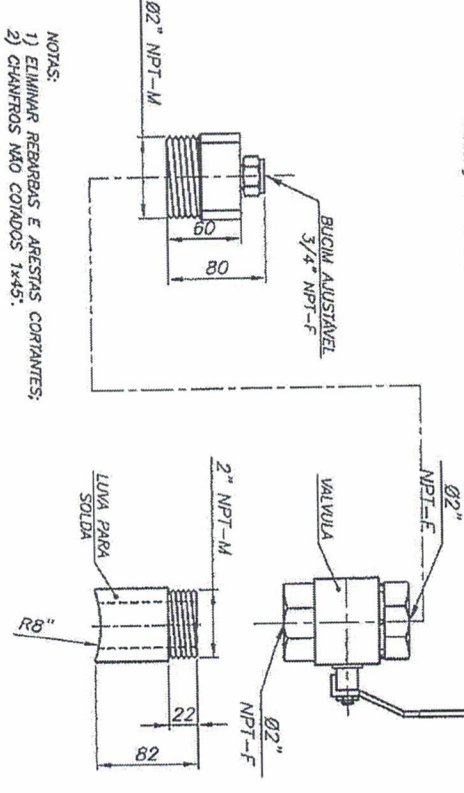 Ø2" NPT-M
BUCIM AJUSTÁVEL
3/4" NPT-F
60
80
Ø2"
NPT-F
VALVULA
Ø2"
NPT-F
2" NPT-M
LUVA PARA
SOLDA
R8"
22
82
NOTAS:
1) ELIMINAR REBARBAS E ARESTAS CORTANTES;
2) CHANFROS NÃO COTADOS 1x45°.